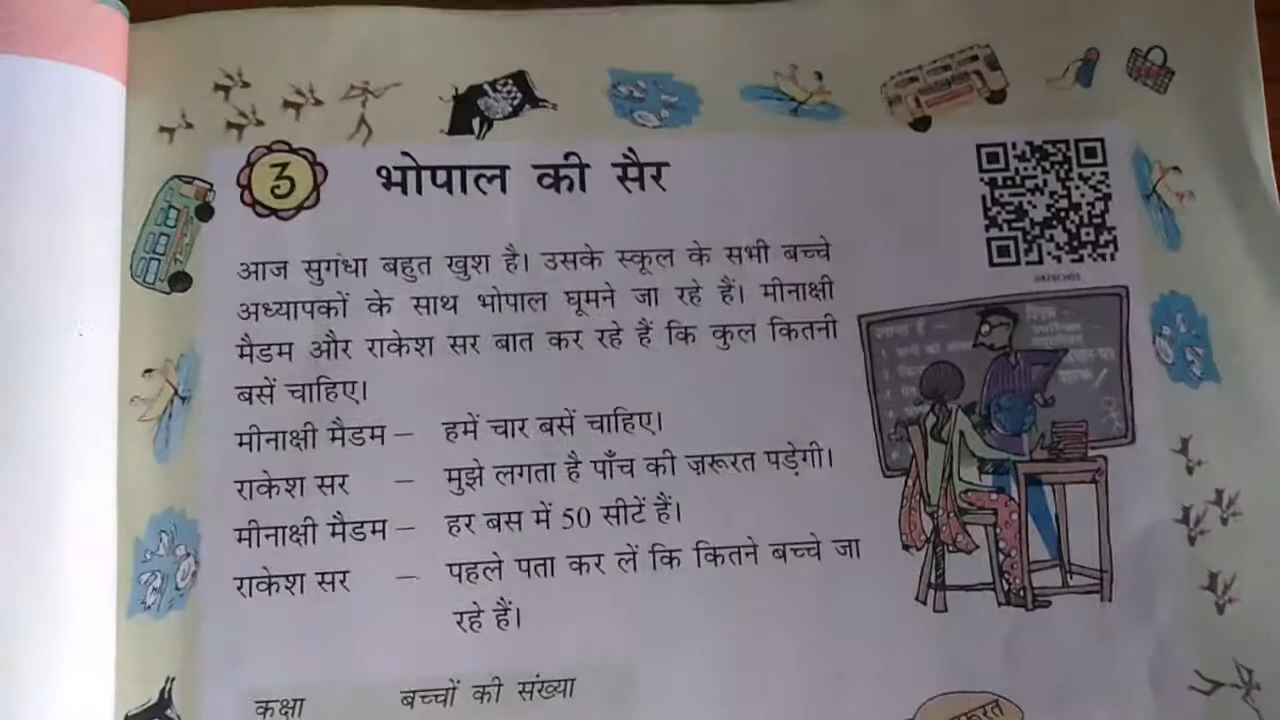 3 भोपाल की सैर
आज सुगंधा बहुत खुश है। उसके स्कूल के सभी बच्चे
अध्यापकों के साथ भोपाल घूमने जा रहे हैं। मीनाक्षी
मैडम और राकेश सर बात कर रहे हैं कि कुल कितनी
बसें चाहिए।
मीनाक्षी मैडम – हमें चार बसें चाहिए।
राकेश सर – मुझे लगता है पाँच की ज़रूरत पड़ेगी।
मीनाक्षी मैडम – हर बस में 50 सीटें हैं।
राकेश सर – पहले पता कर लें कि कितने बच्चे जा
रहे हैं।
कक्षा बच्चों की संख्या